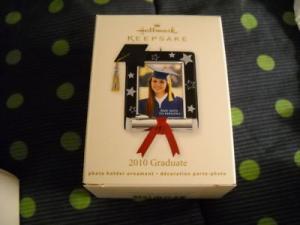 Hallmark
KEEPSAKE
2010 Graduate
photo holder ornament • décoration porte-photo